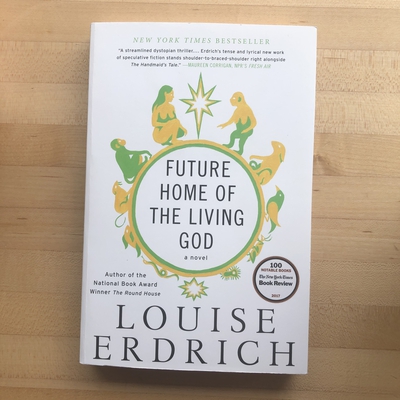 NEW YORK TIMES BESTSELLER
"A streamlined dystopian thriller.... Erdrich's tense and lyrical new work
of speculative fiction stands shoulder-to-braced-shoulder right alongside
The Handmaid's Tale." —MAUREEN CORRIGAN, NPR'S FRESH AIR
FUTURE
HOME OF
THE LIVING
GOD
a novel
Author of the
National Book Award
Winner The Round House
100
NOTABLE BOOKS
The New York Times
Book Review
2017
LOUISE
ERDRICH